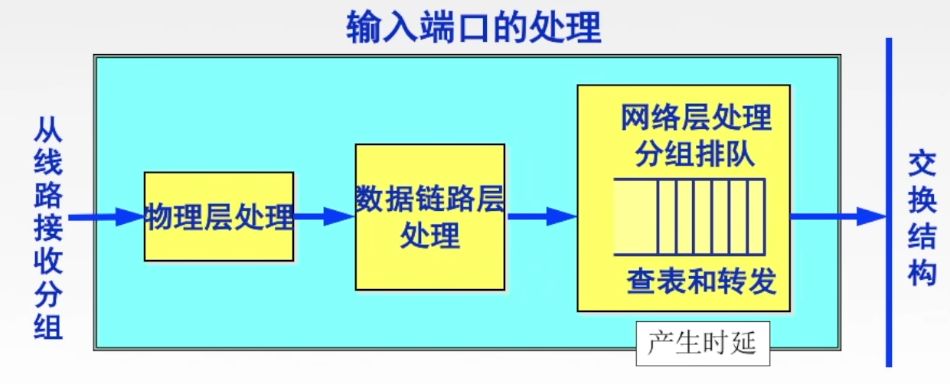 输入端口的处理
从线路接收分组
物理层处理
数据链路层
处理
网络层处理
分组排队
查表和转发
产生时延
交换结构